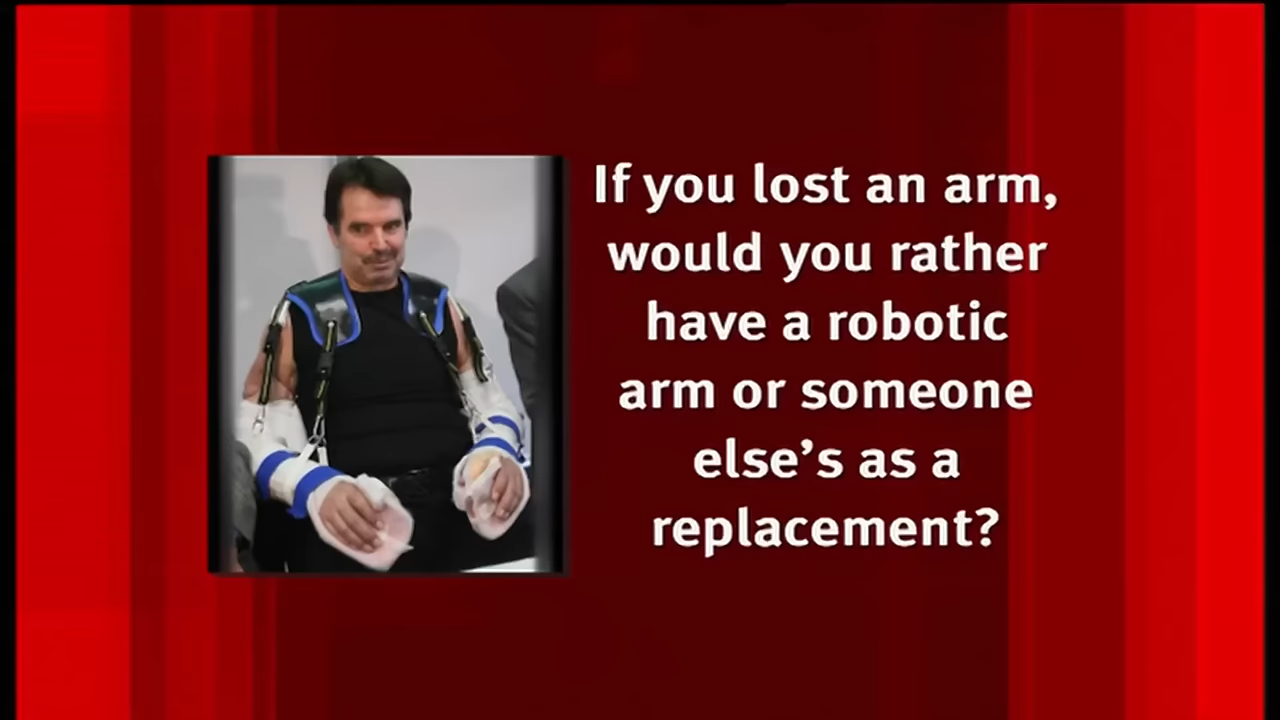 If you lost an arm,
would you rather
have a robotic
arm or someone
else’s as a
replacement?